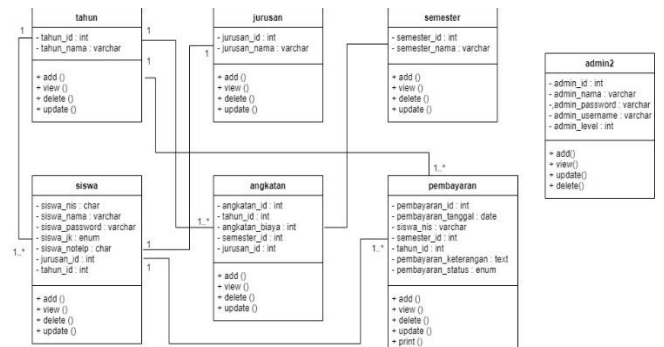 tahun
- tahun_id : int
- tahun_nama : varchar
+ add ()
+ view ()
+ delete ()
+ update ()
jurusan
- jurusan_id : int
- jurusan_nama : varchar
+ add ()
+ view ()
+ delete ()
+ update ()
semester
- semester_id : int
- semester_nama : varchar
+ add ()
+ view ()
+ delete ()
+ update ()
admin2
- admin_id : int
- admin_nama : varchar
-,admin_password : varchar
- admin_username : varchar
- admin_level : int
+ add()
+ view()
+ update()
+ delete()
1
1
1
1
siswa
- siswa_nis : char
- siswa_nama : varchar
- siswa_password : varchar
- siswa_jk : enum
- siswa_notelp : char
- jurusan_id : int
- tahun_id : int
+ add ()
+ view ()
+ delete ()
+ update ()
1..*
1
1
angkatan
- angkatan_id : int
- tahun_id : int
- angkatan_biaya : int
- semester_id : int
- jurusan_id : int
+ add ()
+ view ()
+ delete ()
+ update ()
1..*
pembayaran
- pembayaran_id : int
- pembayaran_tanggal : date
- siswa_nis : varchar
- semester_id : int
- tahun_id : int
- pembayaran_keterangan : text
- pembayaran_status : enum
+ add ()
+ view ()
+ delete ()
+ update ()
+ print ()
1..*
1..*